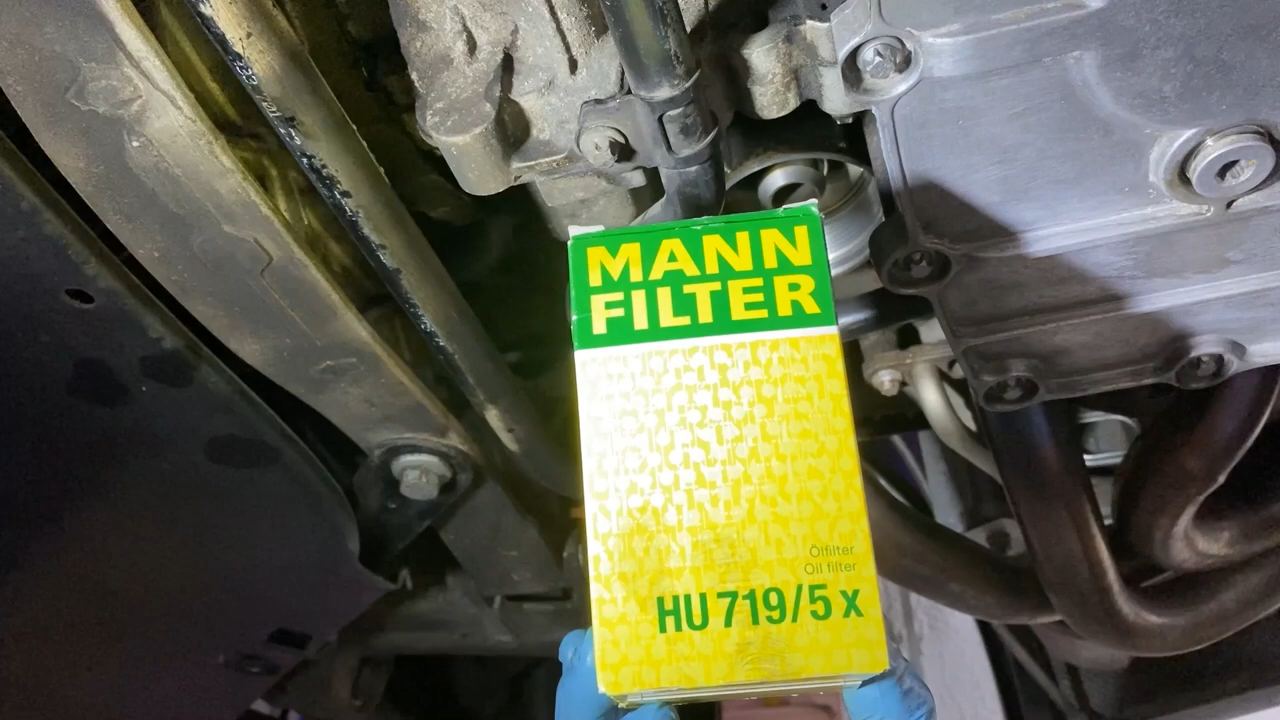 MANN
FILTER
Ölfilter
Oil filter
HU 719/5 x